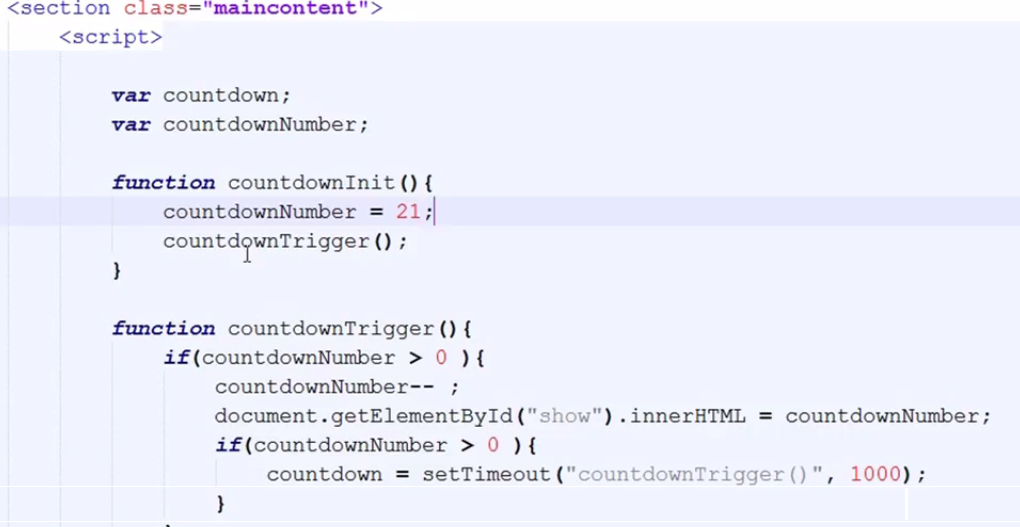 <section class="maincontent">
<script>
var countdown;
var countdownNumber;
function countdownInit(){
countdownNumber = 21;
countdownTrigger();
}
function countdownTrigger(){
if(countdownNumber > 0 ){
countdownNumber-- ;
document.getElementById("show").innerHTML = countdownNumber;
if(countdownNumber > 0 ){
countdown = setTimeout("countdownTrigger()", 1000);
}